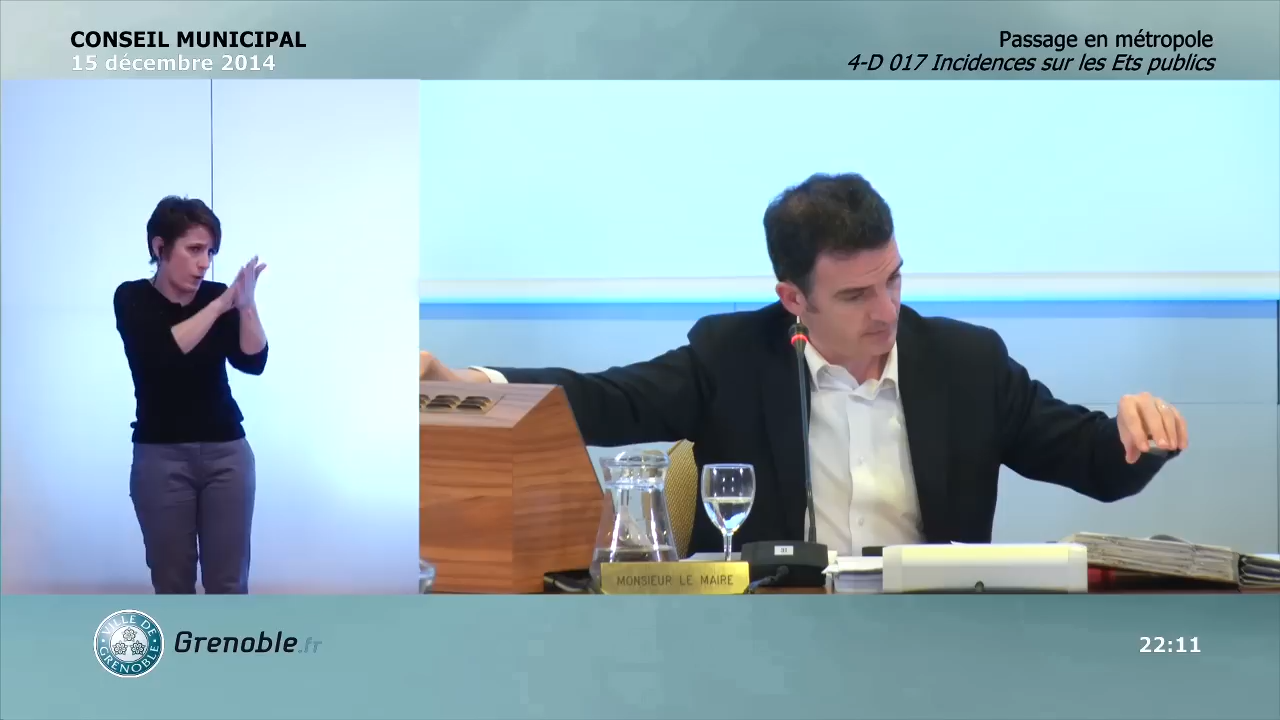 CONSEIL MUNICIPAL
15 décembre 2014
Passage en métropole
4-D 017 Incidences sur les Ets publics
MONSIEUR LE MAIRE
VILLE DE GRENOBLE
Grenoble.fr
22:11